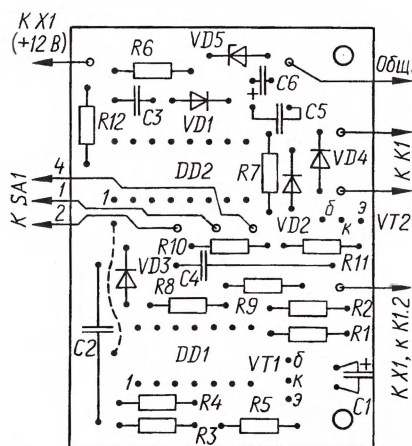 К X1
(+12 В)
R6
VD5
C6
Общ.
+
R12
C3
VD1
C5
К К1
4
DD2
R7
VD4
К SA1
1
1
2
VD2
б
к
э
VT2
R10
R11
VD3
C4
R8
R9
R2
К X1, к К1.2
C2
R1
DD1
VT1
б
к
э
+
C1
1
R4
R3
R5